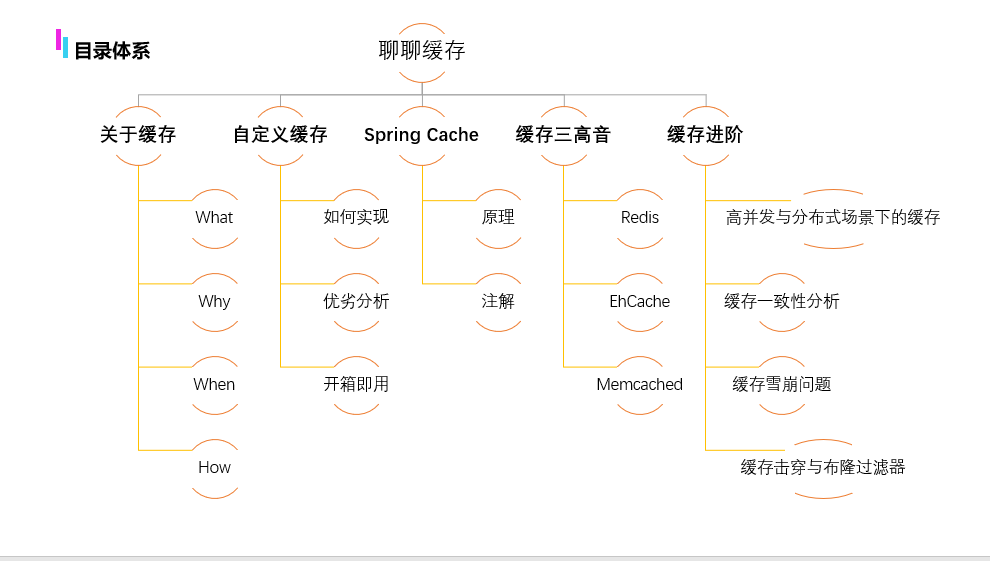 目录体系
聊聊缓存
关于缓存
自定义缓存
Spring Cache
缓存三高音
缓存进阶
What
如何实现
原理
Redis
高并发与分布式场景下的缓存
Why
优劣分析
注解
EhCache
缓存一致性分析
When
开箱即用
Memcached
缓存雪崩问题
How
缓存击穿与布隆过滤器